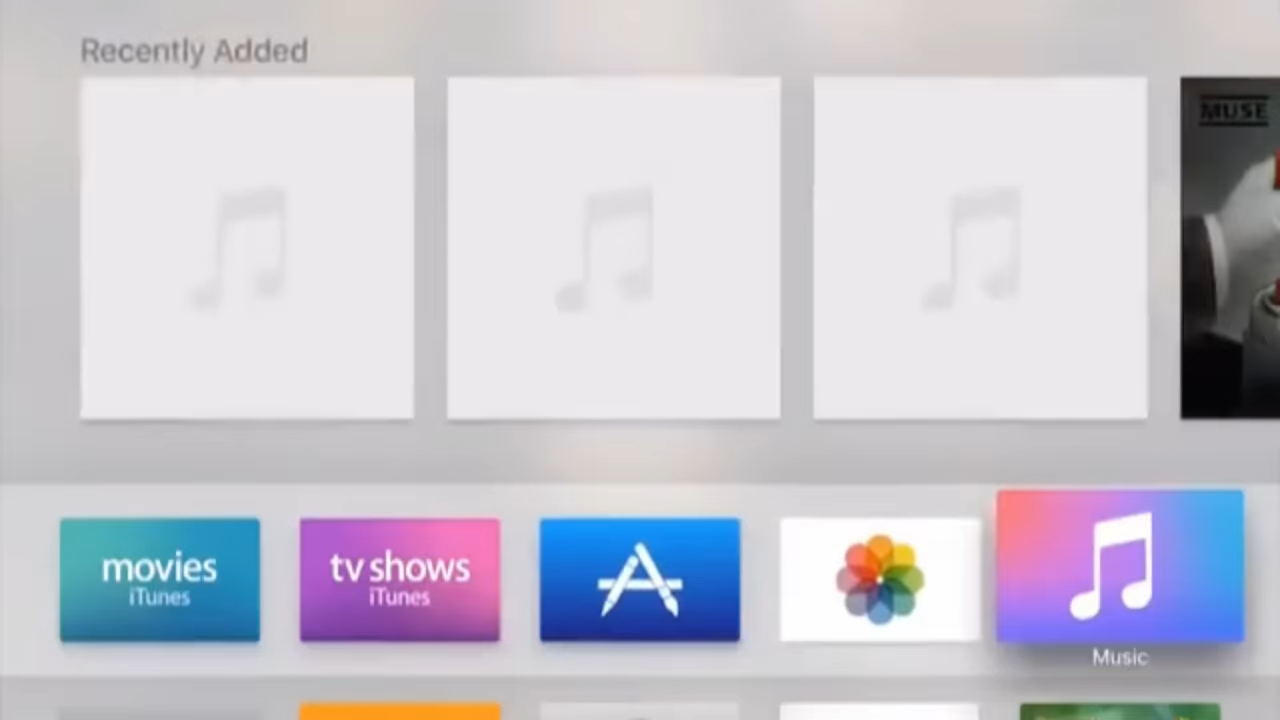 Recently Added
MUSE
movies
iTunes
tv shows
iTunes
Music